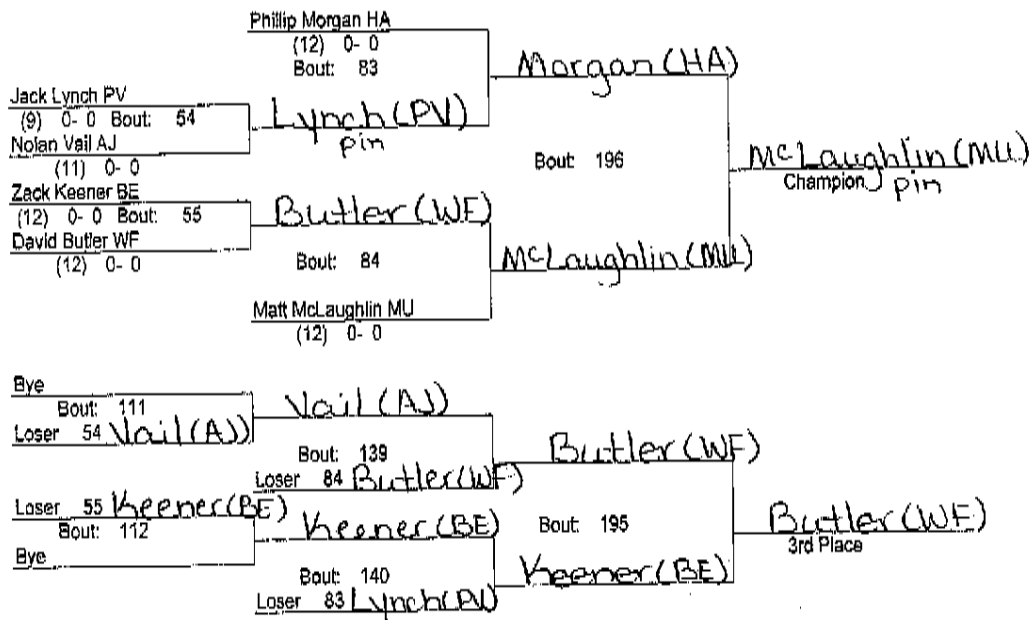 Phillip Morgan HA
(12) 0- 0
Bout: 83
Morgan (HA)
Jack Lynch PV
(9) 0- 0 Bout: 54
Lynch (PV)
pin
Nolan Vail AJ
(11) 0- 0
Bout: 196
McLaughlin (MU)
Champion pin
Zack Keener BE
(12) 0- 0 Bout: 55
Butler (WF)
David Butler WF
(12) 0- 0
Bout: 84
McLaughlin (MU)
Matt McLaughlin MU
(12) 0- 0
Bye
Bout: 111
Vail (AJ)
Loser 54 Vail (AJ)
Bout: 139
Butler (WF)
Loser 84 Butler (WF)
Loser 55 Keener (BE)
Bout: 112
Keener (BE)
Bout: 195
Butler (WF)
3rd Place
Bye
Bout: 140
Keener (BE)
Loser 83 Lynch (PV)